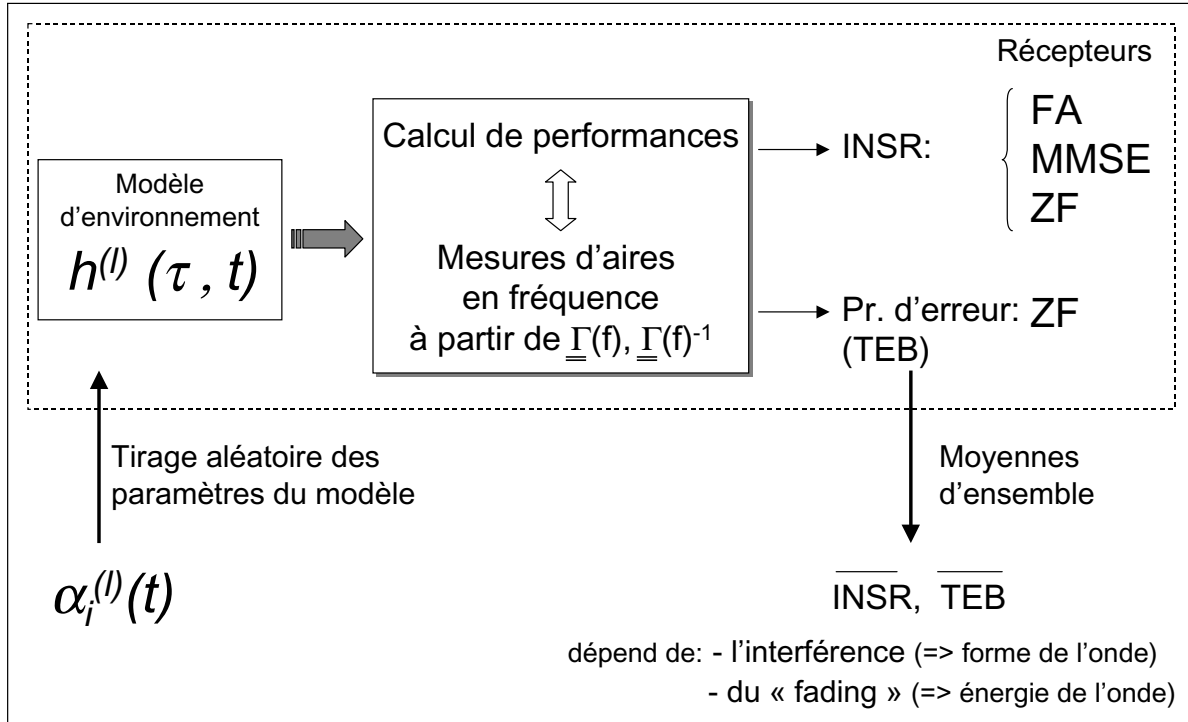 Récepteurs
Modèle
d'environnement
h(l) (τ , t)
Calcul de performances
Mesures d'aires
en fréquence
à partir de Γ(f), Γ(f)-1
INSR:
FA
MMSE
ZF
Pr. d'erreur: ZF
(TEB)
Tirage aléatoire des
paramètres du modèle
αi(l)(t)
Moyennes
d'ensemble
INSR, TEB
dépend de: - l'interférence (=> forme de l'onde)
- du « fading » (=> énergie de l'onde)